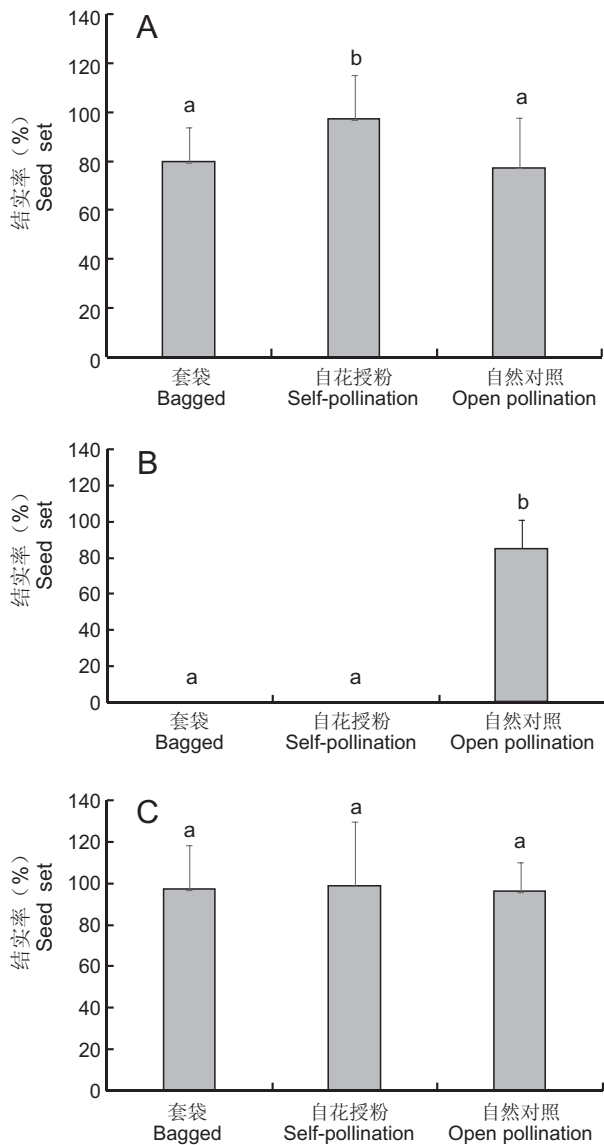 A
结实率（%）
Seed set
140
120
100
80
60
40
20
0
a
b
a
套袋
Bagged
自花授粉
Self-pollination
自然对照
Open pollination
B
结实率（%）
Seed set
140
120
100
80
60
40
20
0
a
a
b
套袋
Bagged
自花授粉
Self-pollination
自然对照
Open pollination
C
结实率（%）
Seed set
140
120
100
80
60
40
20
0
a
a
a
套袋
Bagged
自花授粉
Self-pollination
自然对照
Open pollination